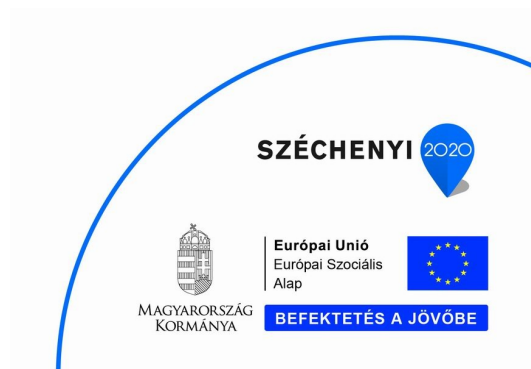 SZÉCHENYI 2020
Európai Unió
Európai Szociális
Alap
MAGYARORSZÁG
KORMÁNYA
BEFEKTETÉS A JÖVŐBE